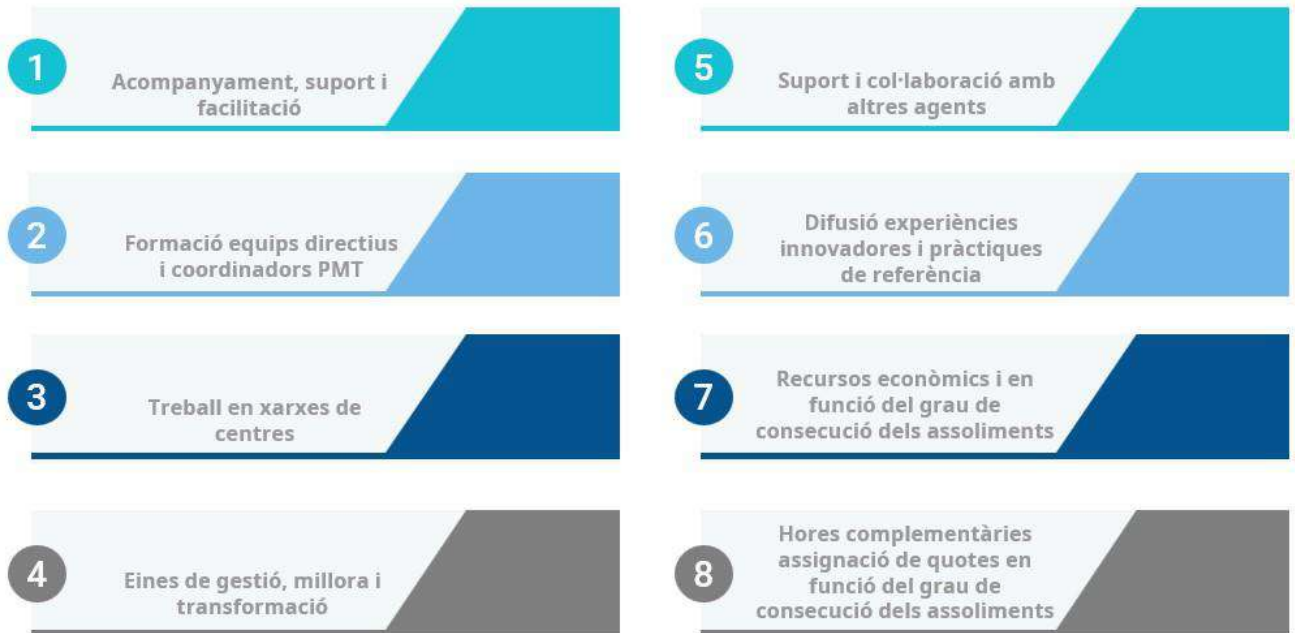 1
Acompanyament, suport i
facilitació
2
Formació equips directius
i coordinadors PMT
3
Treball en xarxes de
centres
4
Eines de gestió, millora i
transformació
5
Suport i col·laboració amb
altres agents
6
Difusió experiències
innovadores i pràctiques
de referència
7
Recursos econòmics i en
funció del grau de
consecució dels assoliments
8
Hores complementàries
assignació de quotes en
funció del grau de
consecució dels assoliments